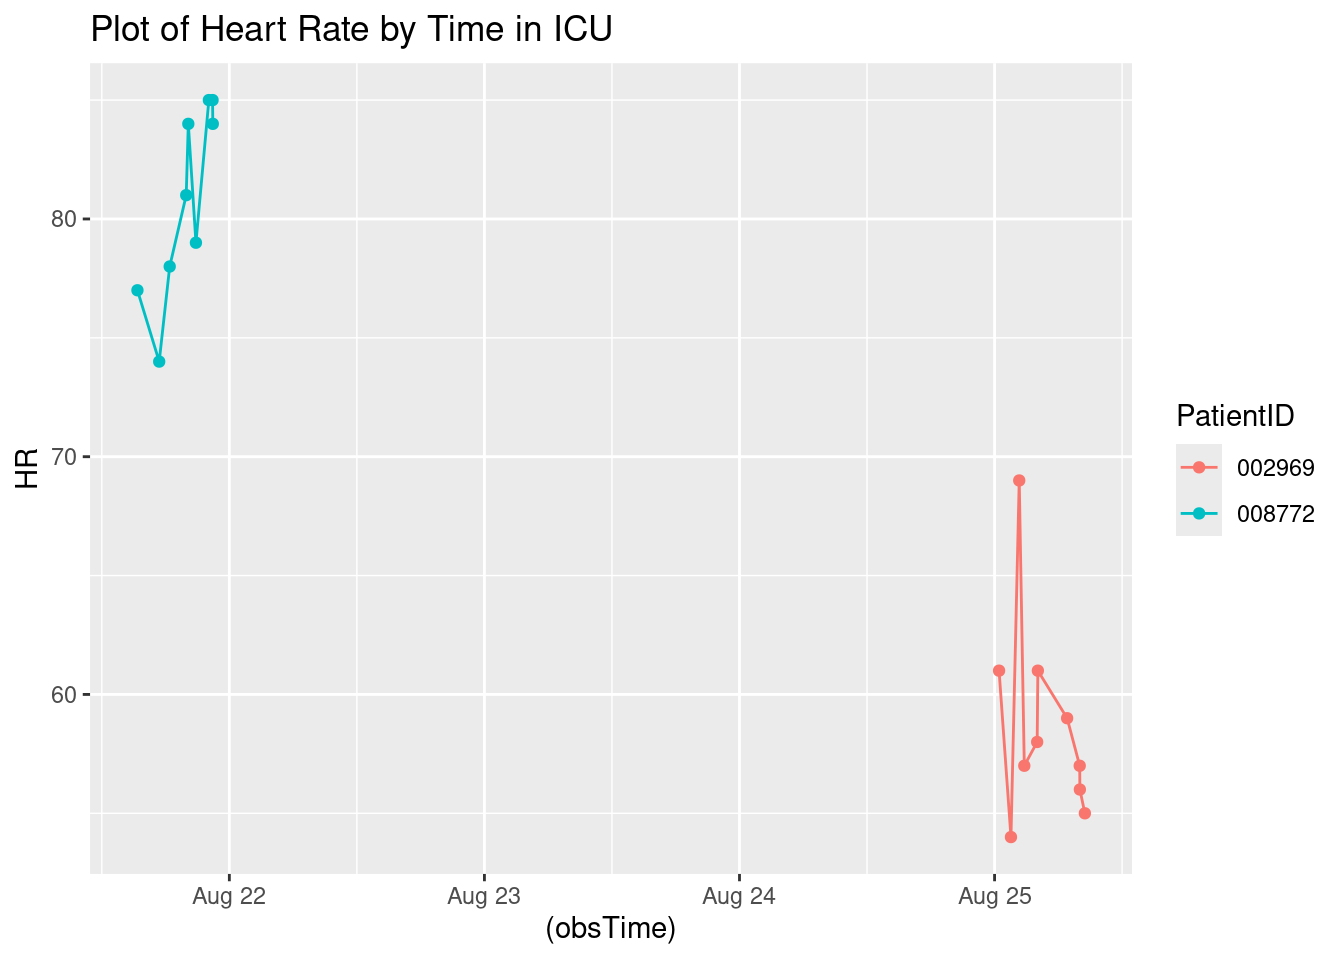 Plot of Heart Rate by Time in ICU
HR
80
70
60
Aug 22
Aug 23
Aug 24
Aug 25
(obsTime)
PatientID
002969
008772